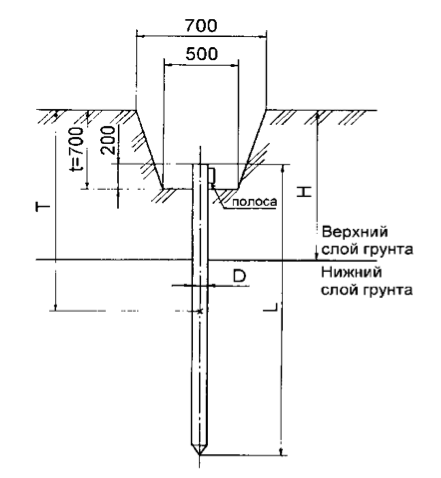 700
500
t=700
200
T
H
полоса
Верхний
слой грунта
Нижний
слой грунта
D
L